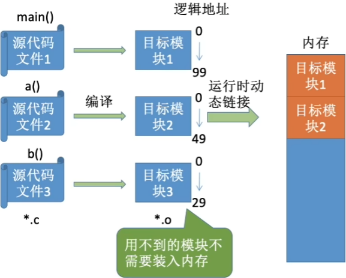 逻辑地址
main()
源代码
文件1
目标模
块1
0
99
内存
目标模
块1
目标模
块2
a()
源代码
文件2
编译
目标模
块2
0
49
运行时动
态链接
b()
源代码
文件3
目标模
块3
0
29
*.c
*.o
用不到的模块不
需要装入内存